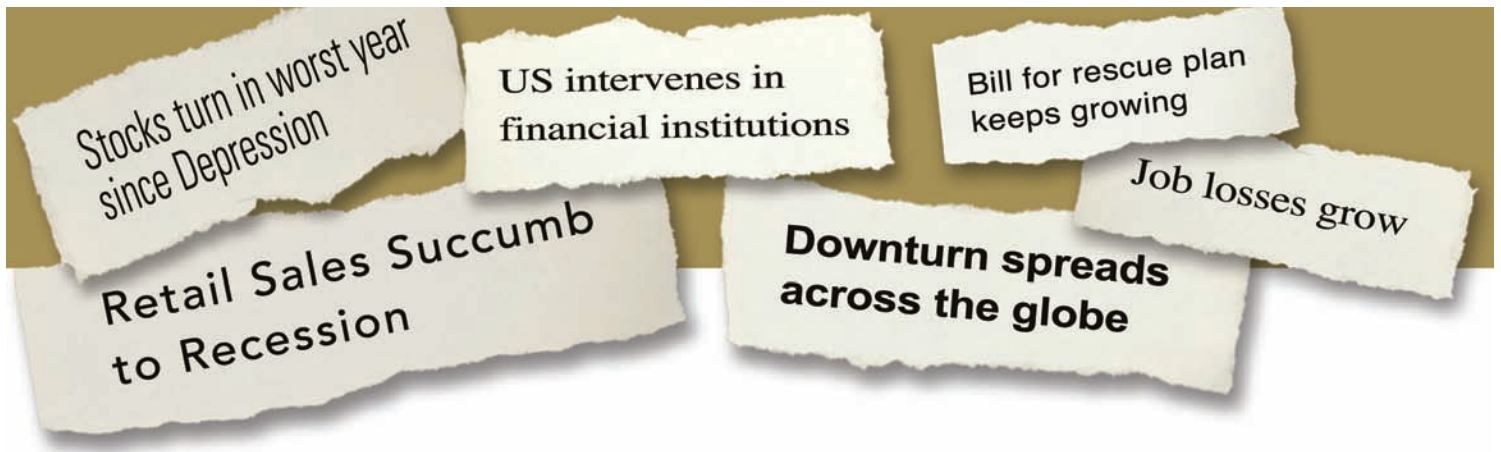 Stocks turn in worst year
since Depression
US intervenes in
financial institutions
Bill for rescue plan
keeps growing
Job losses grow
Retail Sales Succumb
to Recession
Downturn spreads
across the globe